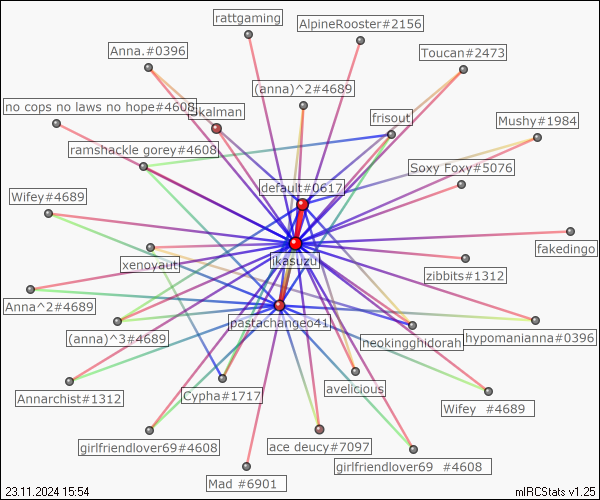 rattgaming
AlpineRooster#2156
Anna.#0396
Toucan#2473
(anna)^2#4689
no cops no laws no hope#4608
Skalman
frisout
Mushy#1984
ramshackle gorey#4608
Soxy Foxy#5076
default#0617
Wifey#4689
fakedingo
ikasuzu
xenoyaut
zibbits#1312
Anna^2#4689
pastachangeo41
(anna)^3#4689
neokingghidorah
hypomanianna#0396
Annarchist#1312
Cypha#1717
avelicious
Wifey #4689
girlfriendlover69#4608
ace deucy#7097
girlfriendlover69 #4608
Mad #6901
23.11.2024 15:54
mIRCStats v1.25